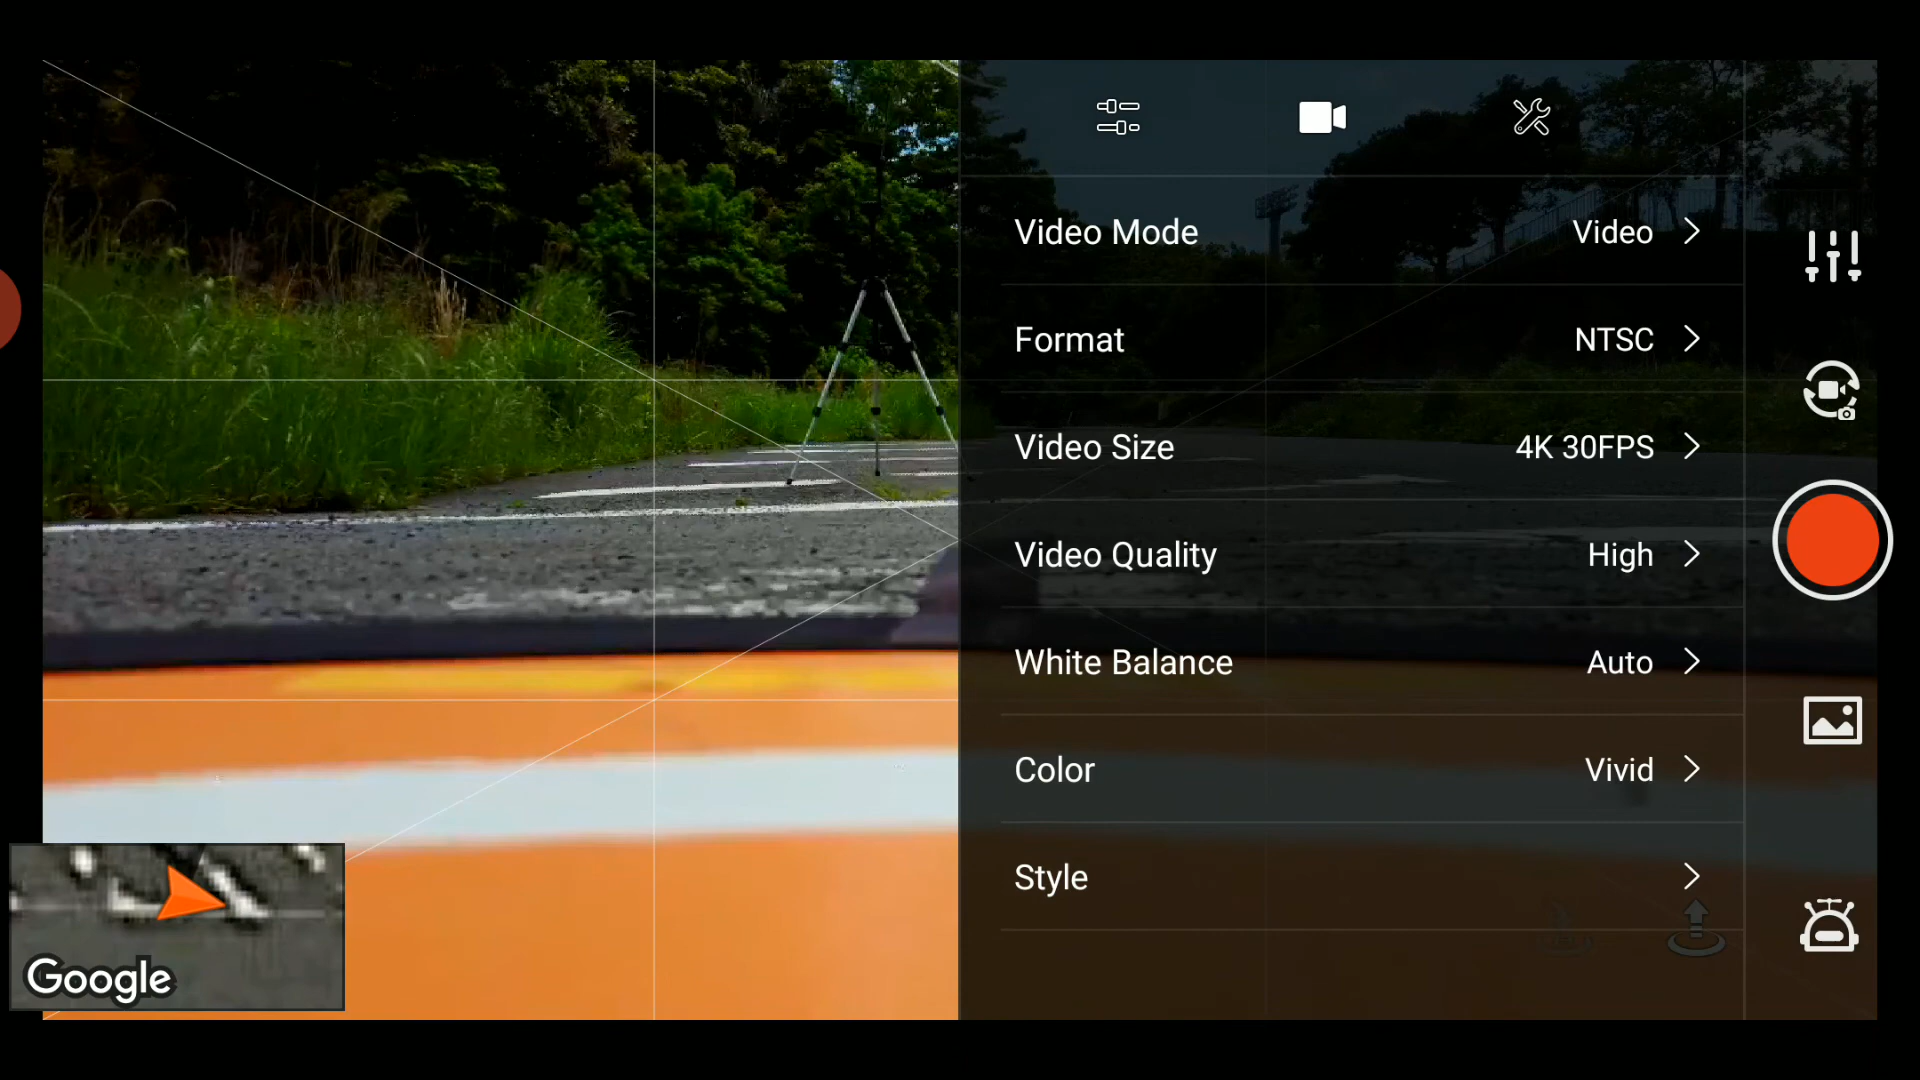 Video Mode Video
Format NTSC
Video Size 4K 30FPS
Video Quality High
White Balance Auto
Color Vivid
Style
Google